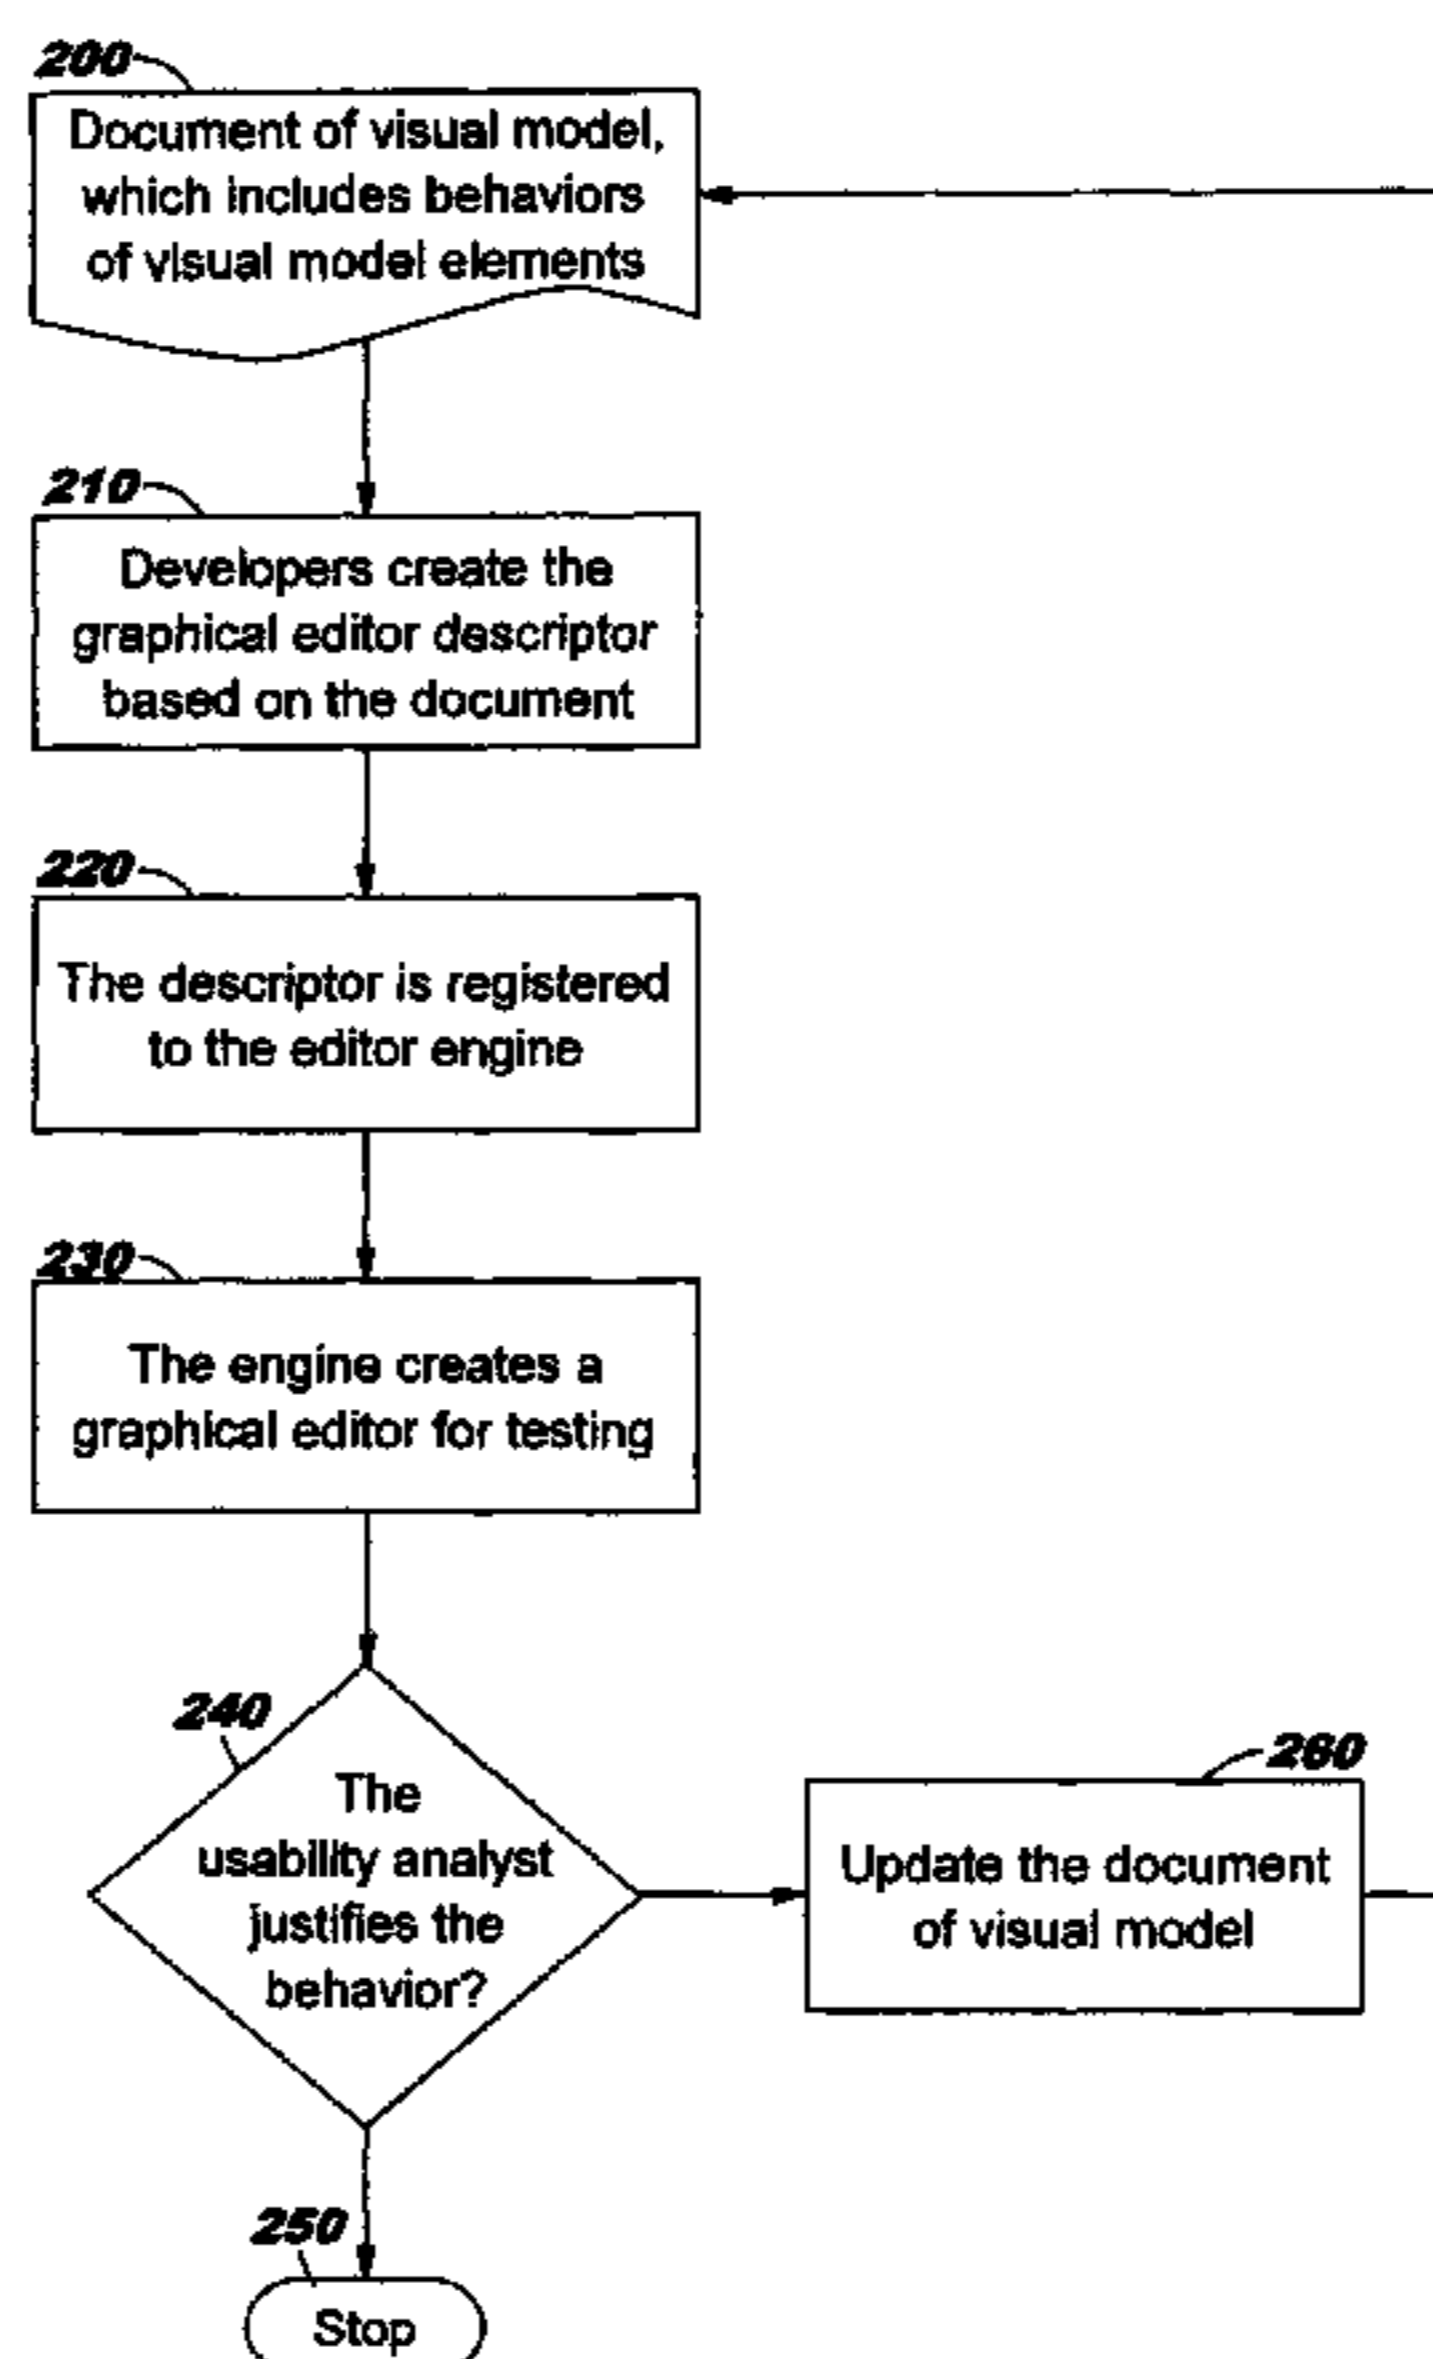 200
Document of visual model,
which includes behaviors
of visual model elements
210
Developers create the
graphical editor descriptor
based on the document
220
The descriptor is registered
to the editor engine
230
The engine creates a
graphical editor for testing
240
The
usability analyst
justifies the
behavior?
260
Update the document
of visual model
250
Stop